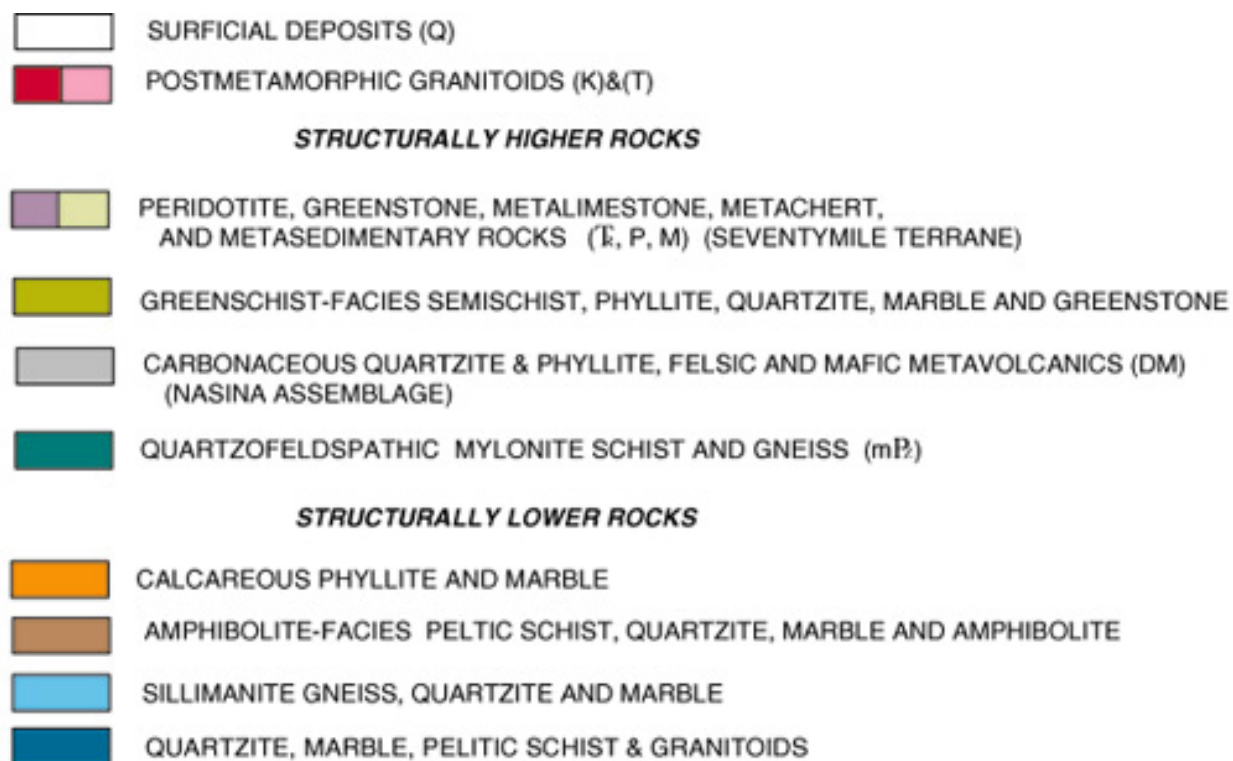 SURFICIAL DEPOSITS (Q)
POSTMETAMORPHIC GRANITOIDS (K)&(T)
STRUCTURALLY HIGHER ROCKS
PERIDOTITE, GREENSTONE, METALIMESTONE, METACHERT,
AND METASEDIMENTARY ROCKS (Ꞇ, P, M) (SEVENTYMILE TERRANE)
GREENSCHIST-FACIES SEMISCHIST, PHYLLITE, QUARTZITE, MARBLE AND GREENSTONE
CARBONACEOUS QUARTZITE & PHYLLITE, FELSIC AND MAFIC METAVOLCANICS (DM)
(NASINA ASSEMBLAGE)
QUARTZOFELDSPATHIC MYLONITE SCHIST AND GNEISS
STRUCTURALLY LOWER ROCKS
CALCAREOUS PHYLLITE AND MARBLE
AMPHIBOLITE-FACIES PELTIC SCHIST, QUARTZITE, MARBLE AND AMPHIBOLITE
SILLIMANITE GNEISS, QUARTZITE AND MARBLE
QUARTZITE, MARBLE, PELITIC SCHIST & GRANITOIDS